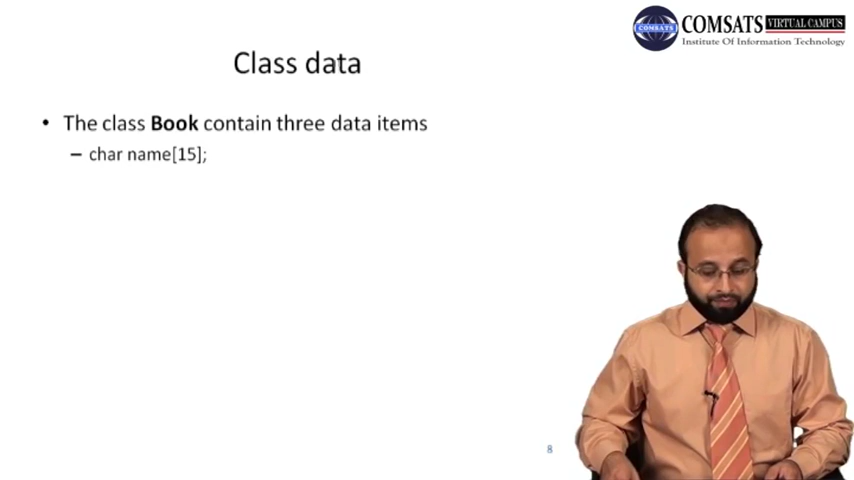 COMSATS VIRTUAL CAMPUS
COMSATS
Institute Of Information Technology
Class data
• The class Book contain three data items
– char name[15];
8